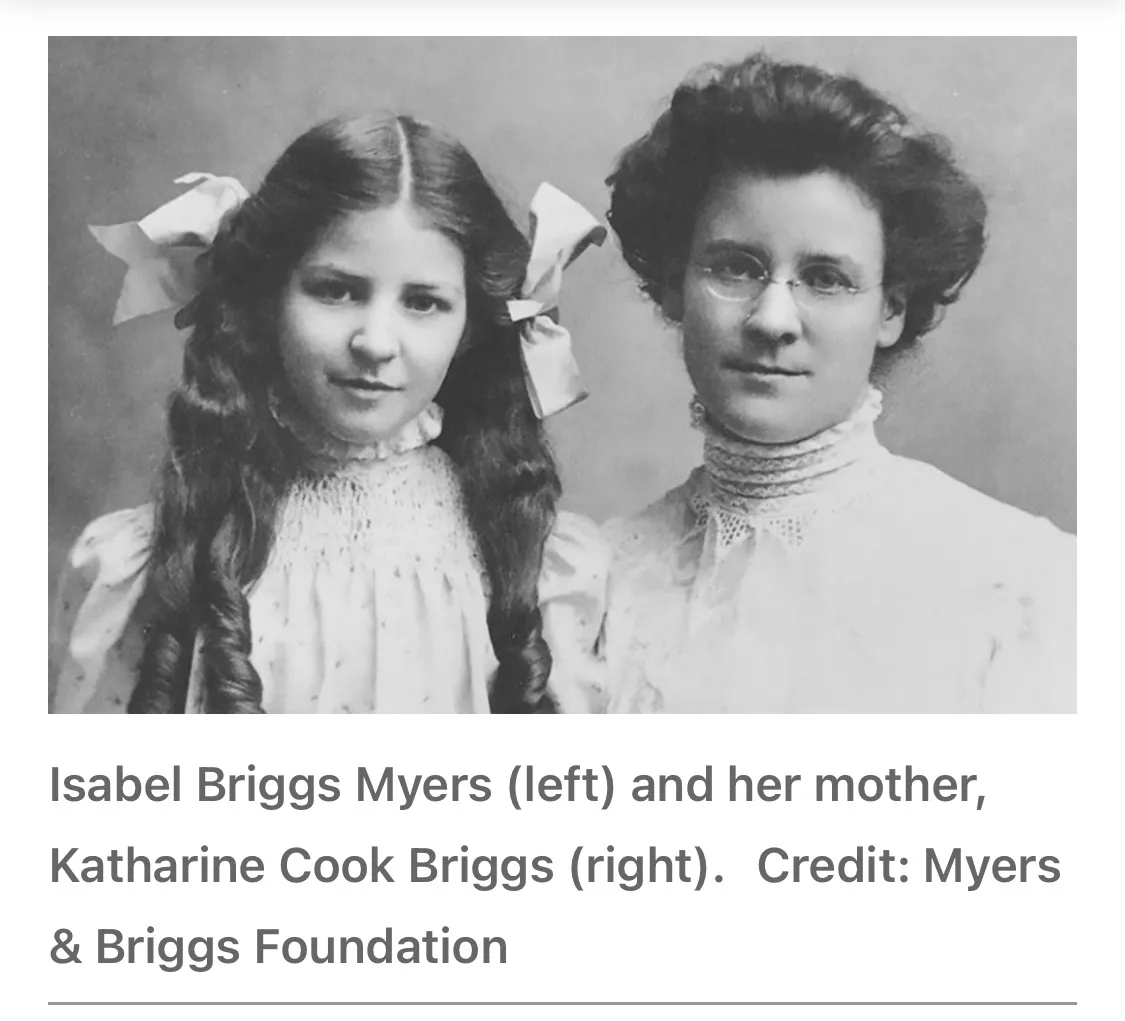 Isabel Briggs Myers (left) and her mother,
Katharine Cook Briggs (right).  Credit: Myers
& Briggs Foundation